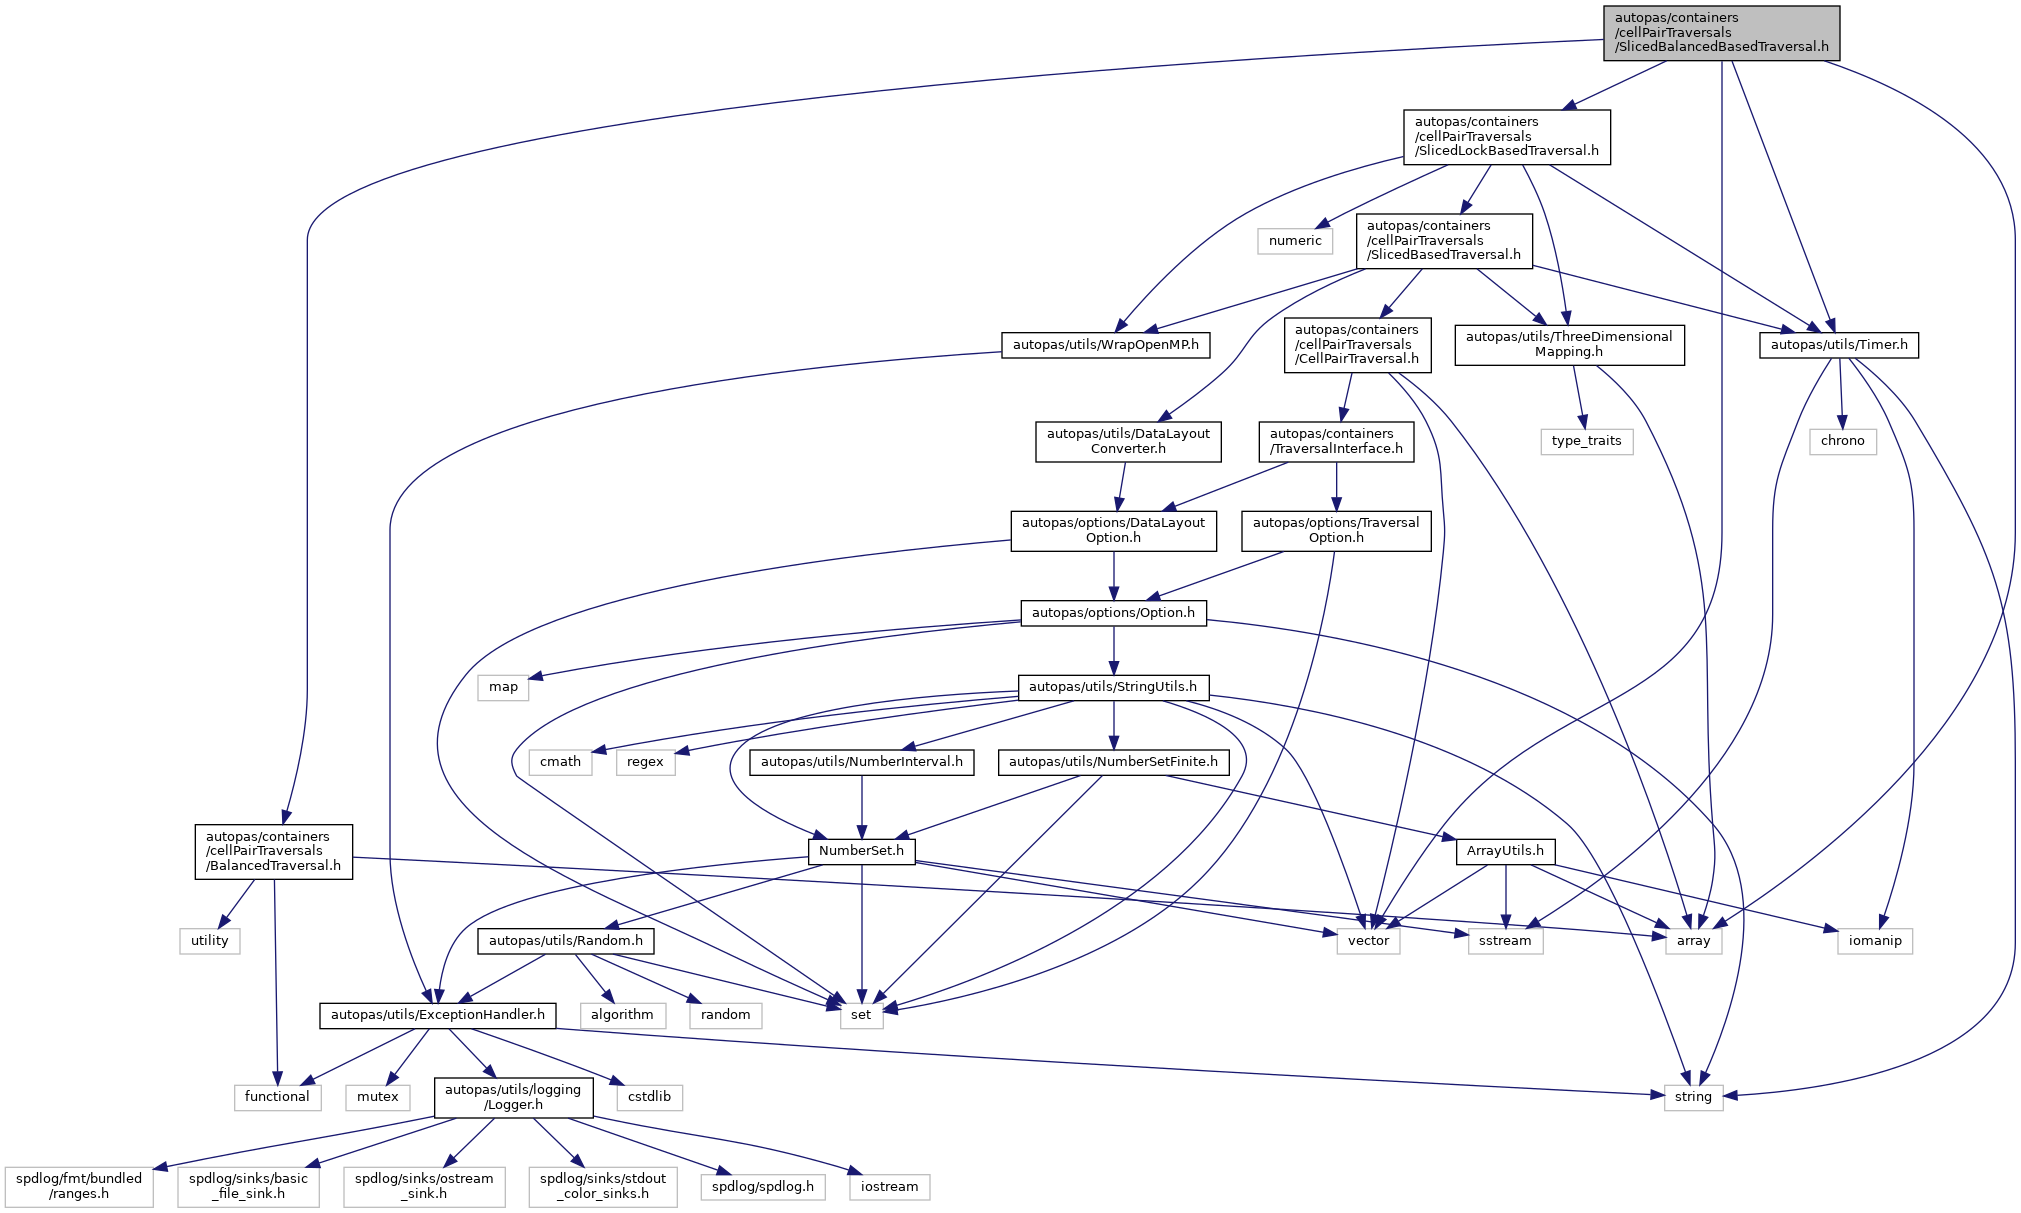 autopas/containers
/cellPairTraversals
/SlicedBalancedBasedTraversal.h
autopas/containers
/cellPairTraversals
/SlicedLockBasedTraversal.h
numeric
autopas/containers
/cellPairTraversals
/SlicedBasedTraversal.h
autopas/utils/WrapOpenMP.h
autopas/containers
/cellPairTraversals
/CellPairTraversal.h
autopas/utils/ThreeDimensional
Mapping.h
autopas/utils/Timer.h
autopas/utils/DataLayout
Converter.h
autopas/containers
/TraversalInterface.h
type_traits
chrono
autopas/options/DataLayout
Option.h
autopas/options/Traversal
Option.h
autopas/options/Option.h
map
autopas/utils/StringUtils.h
cmath
regex
autopas/utils/NumberInterval.h
autopas/utils/NumberSetFinite.h
autopas/containers
/cellPairTraversals
/BalancedTraversal.h
NumberSet.h
ArrayUtils.h
utility
autopas/utils/Random.h
vector
sstream
array
iomanip
autopas/utils/ExceptionHandler.h
algorithm
random
set
functional
mutex
autopas/utils/logging
/Logger.h
cstdlib
string
spdlog/fmt/bundled
/ranges.h
spdlog/sinks/basic
_file_sink.h
spdlog/sinks/ostream
_sink.h
spdlog/sinks/stdout
_color_sinks.h
spdlog/spdlog.h
iostream